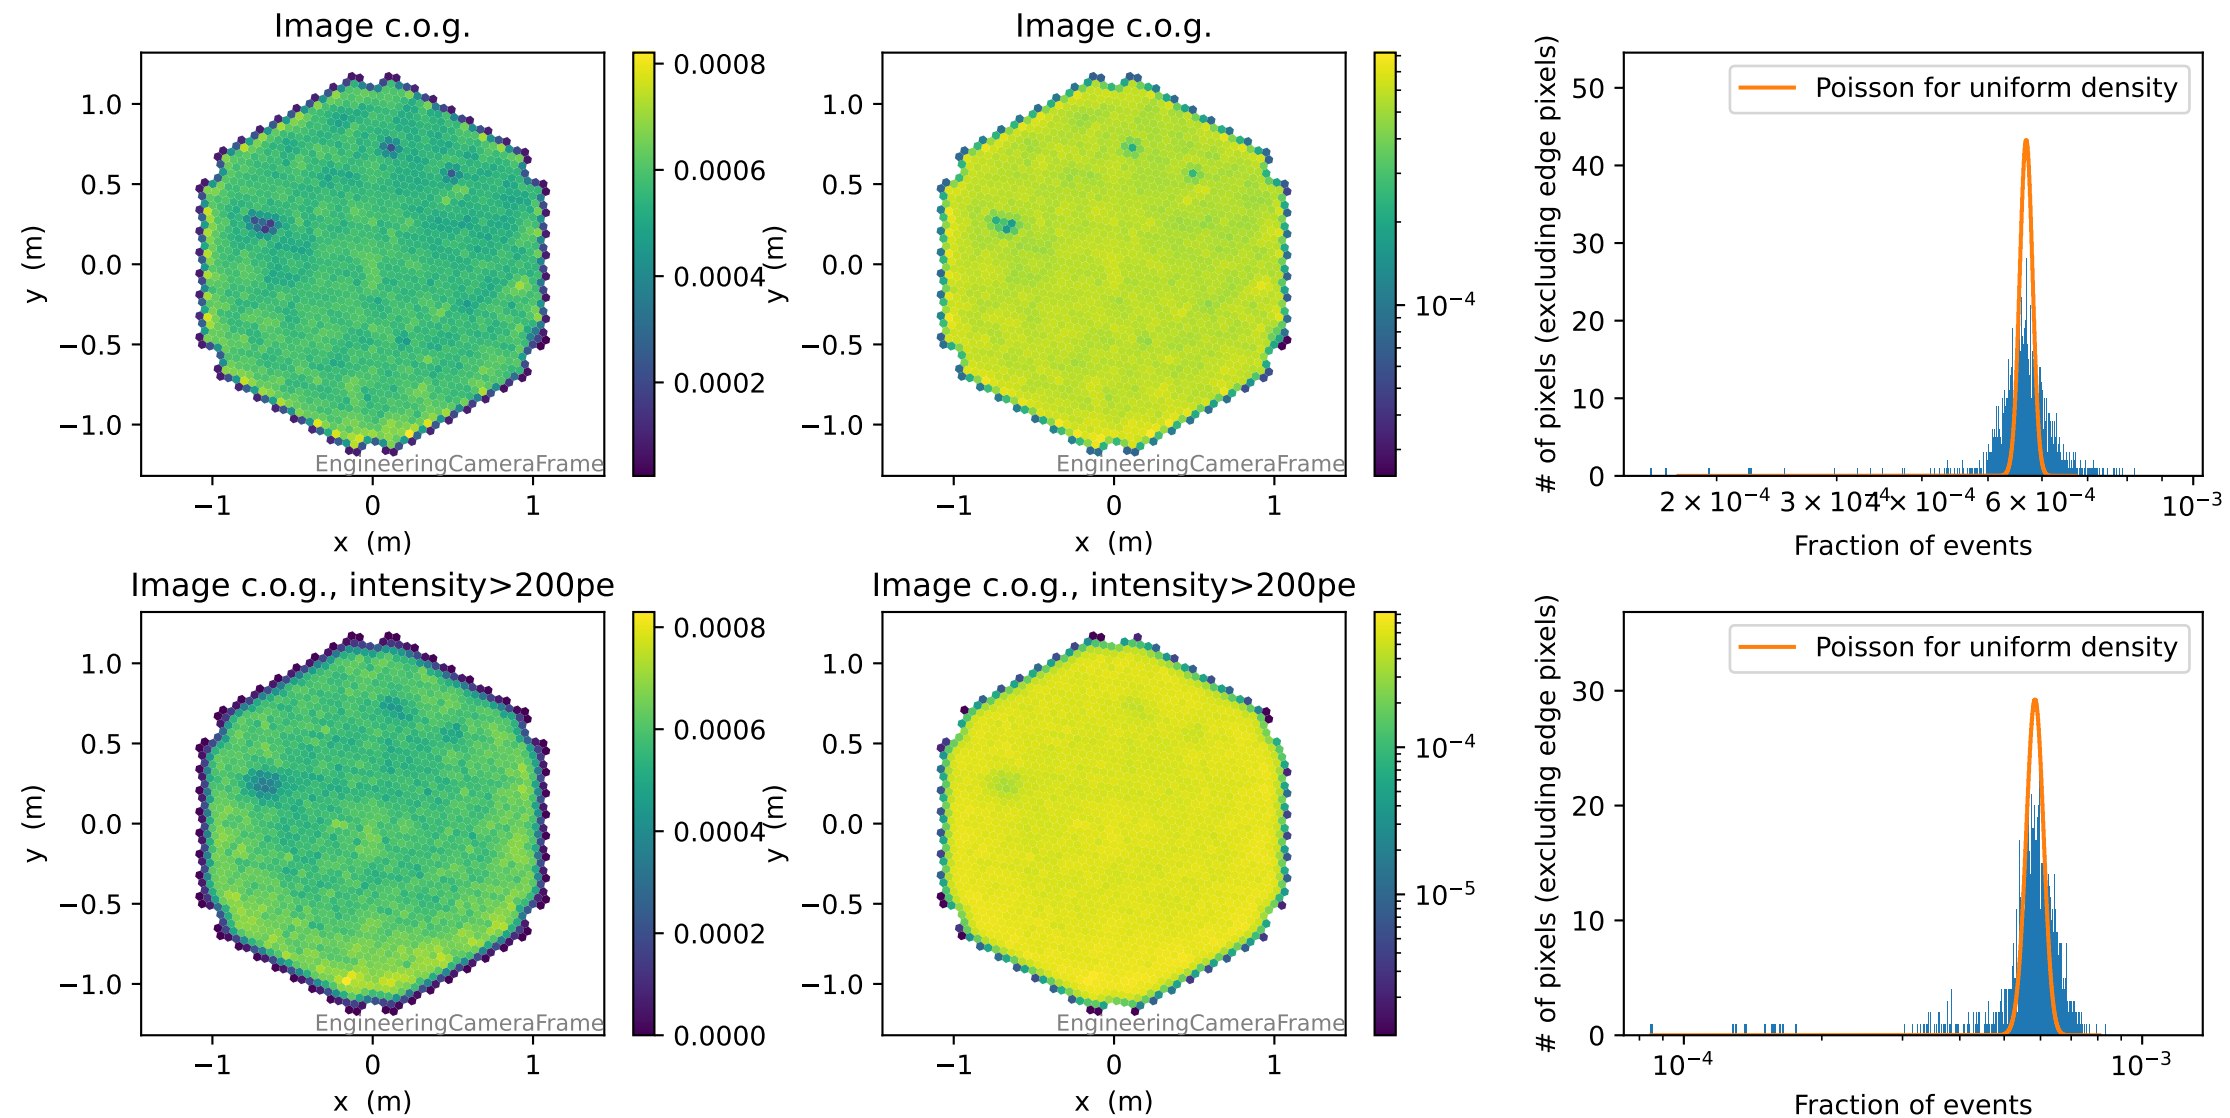 Image c.o.g.
1.0
0.5
0.0
−0.5
−1.0
y (m)
−1
0
1
x (m)
EngineeringCameraFrame
0.0008
0.0006
0.0004
0.0002
Image c.o.g.
1.0
0.5
0.0
−0.5
−1.0
y (m)
−1
0
1
x (m)
EngineeringCameraFrame
10⁻⁴
# of pixels (excluding edge pixels)
50
40
30
20
10
0
Poisson for uniform density
2 × 10⁻⁴
3 × 10⁻⁴
4 × 10⁻⁴
6 × 10⁻⁴
10⁻³
Fraction of events
Image c.o.g., intensity>200pe
1.0
0.5
0.0
−0.5
−1.0
y (m)
−1
0
1
x (m)
EngineeringCameraFrame
0.0008
0.0006
0.0004
0.0002
0.0000
Image c.o.g., intensity>200pe
1.0
0.5
0.0
−0.5
−1.0
y (m)
−1
0
1
x (m)
EngineeringCameraFrame
10⁻⁴
10⁻⁵
# of pixels (excluding edge pixels)
30
20
10
0
Poisson for uniform density
10⁻⁴
10⁻³
Fraction of events